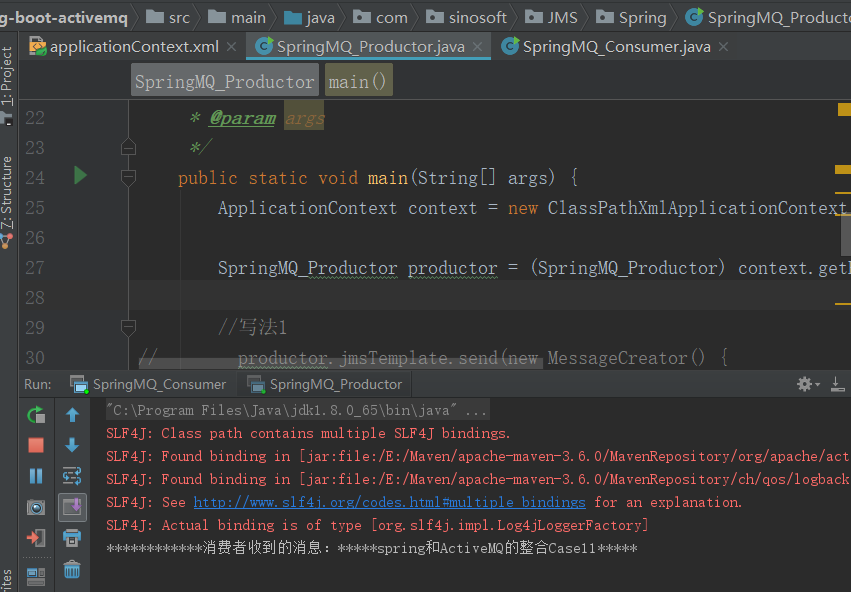 g-boot-activemq src main java com sinosoft JMS Spring SpringMQ_Producto
applicationContext.xml SpringMQ_Productor.java SpringMQ_Consumer.java
1: Project
Z: Structure
SpringMQ_Productor main()
22 * @param args
23 */
24 public static void main(String[] args) {
25 ApplicationContext context = new ClassPathXmlApplicationContext
26
27 SpringMQ_Productor productor = (SpringMQ_Productor) context.get
28
29 //写法1
30 // productor.jmsTemplate.send(new MessageCreator() {
Run: SpringMQ_Consumer SpringMQ_Productor
"C:\Program Files\Java\jdk1.8.0_65\bin\java" ...
SLF4J: Class path contains multiple SLF4J bindings.
SLF4J: Found binding in [jar:file:/E:/Maven/apache-maven-3.6.0/MavenRepository/org/apache/act
SLF4J: Found binding in [jar:file:/E:/Maven/apache-maven-3.6.0/MavenRepository/ch/qos/logback
SLF4J: See http://www.slf4j.org/codes.html#multiple_bindings for an explanation.
SLF4J: Actual binding is of type [org.slf4j.impl.Log4jLoggerFactory]
************消费者收到的消息：*****spring和ActiveMQ的整合Case11*****